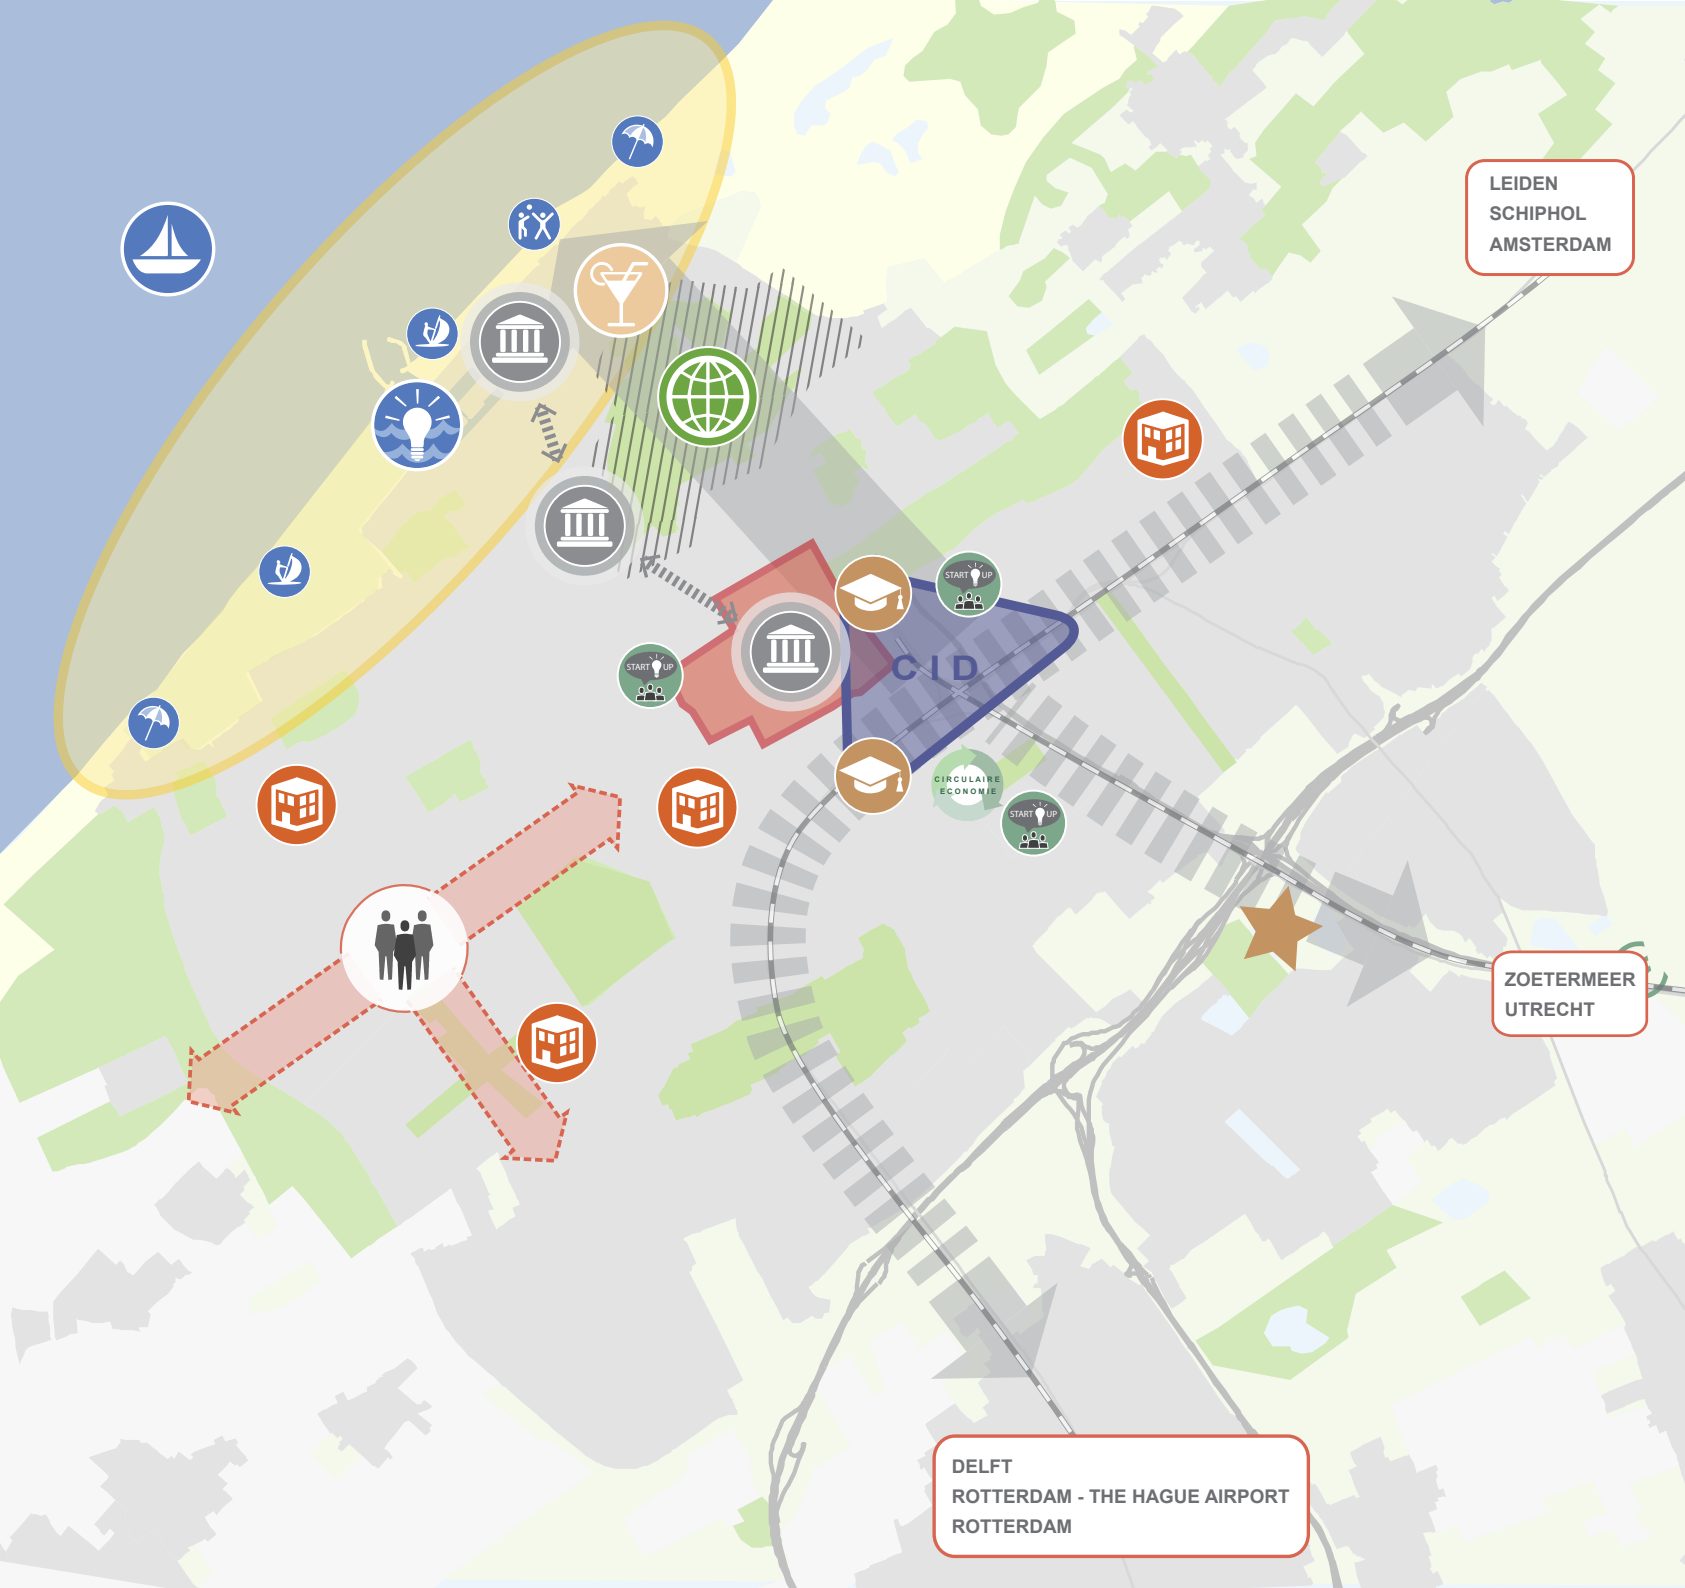 LEIDEN
SCHIPHOL
AMSTERDAM
START UP
CID
START UP
CIRCULAIRE
ECONOMIE
START UP
ZOETERMEER
UTRECHT
DELFT
ROTTERDAM - THE HAGUE AIRPORT
ROTTERDAM